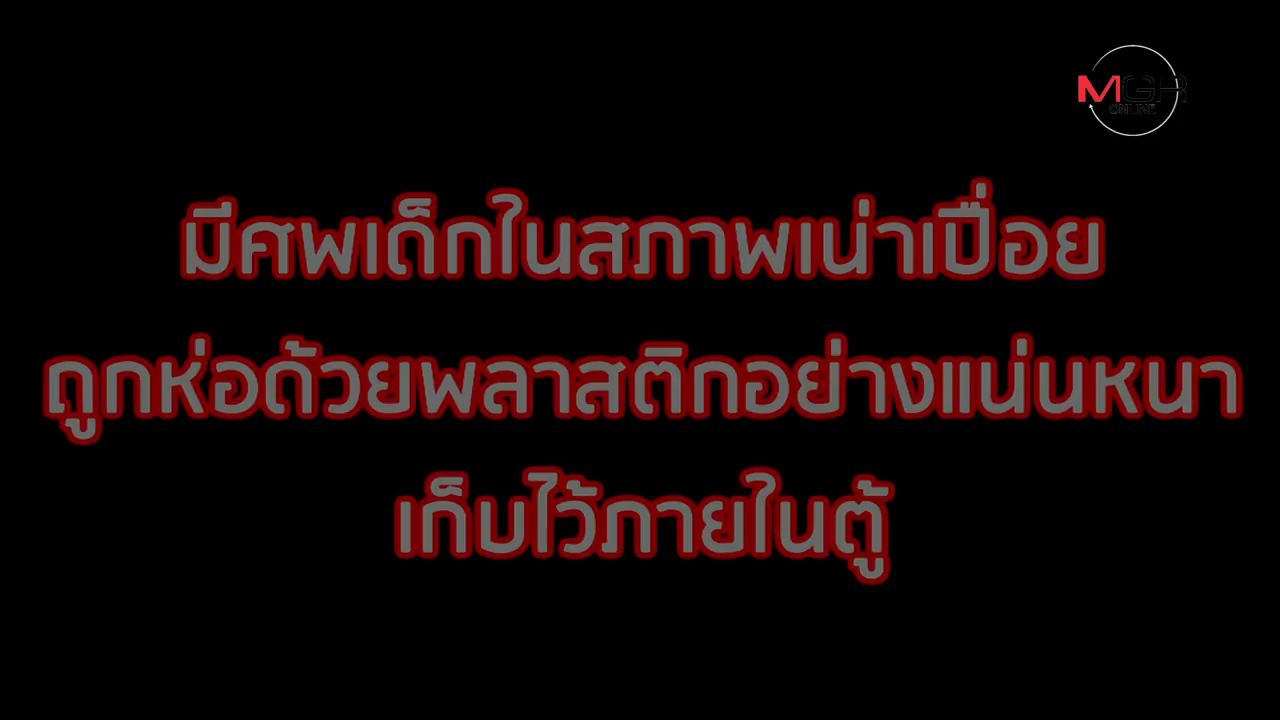 MGR
ONLINE
มีศพเด็กในสภาพเน่าเปื่อย
ถูกห่อด้วยพลาสติกอย่างแน่นหนา
เก็บไว้ภายในตู้